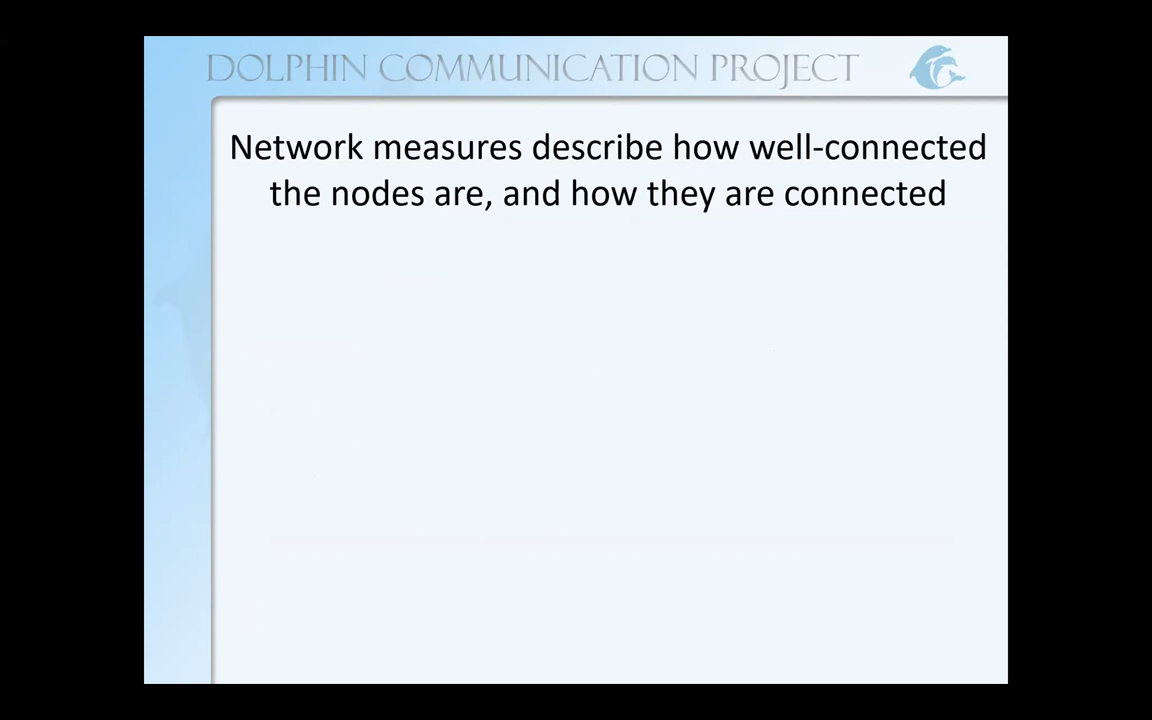 DOLPHIN COMMUNICATION PROJECT
Network measures describe how well-connected
the nodes are, and how they are connected